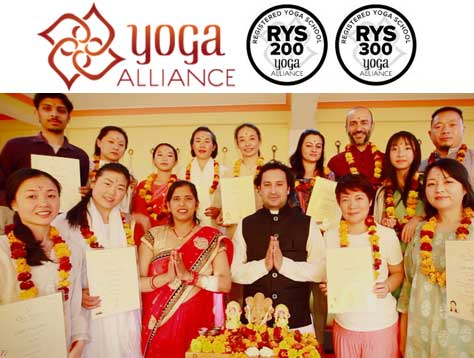 yoga
ALLIANCE
REGISTERED YOGA SCHOOL
RYS
200
yoga
ALLIANCE
REGISTERED YOGA SCHOOL
RYS
300
yoga
ALLIANCE